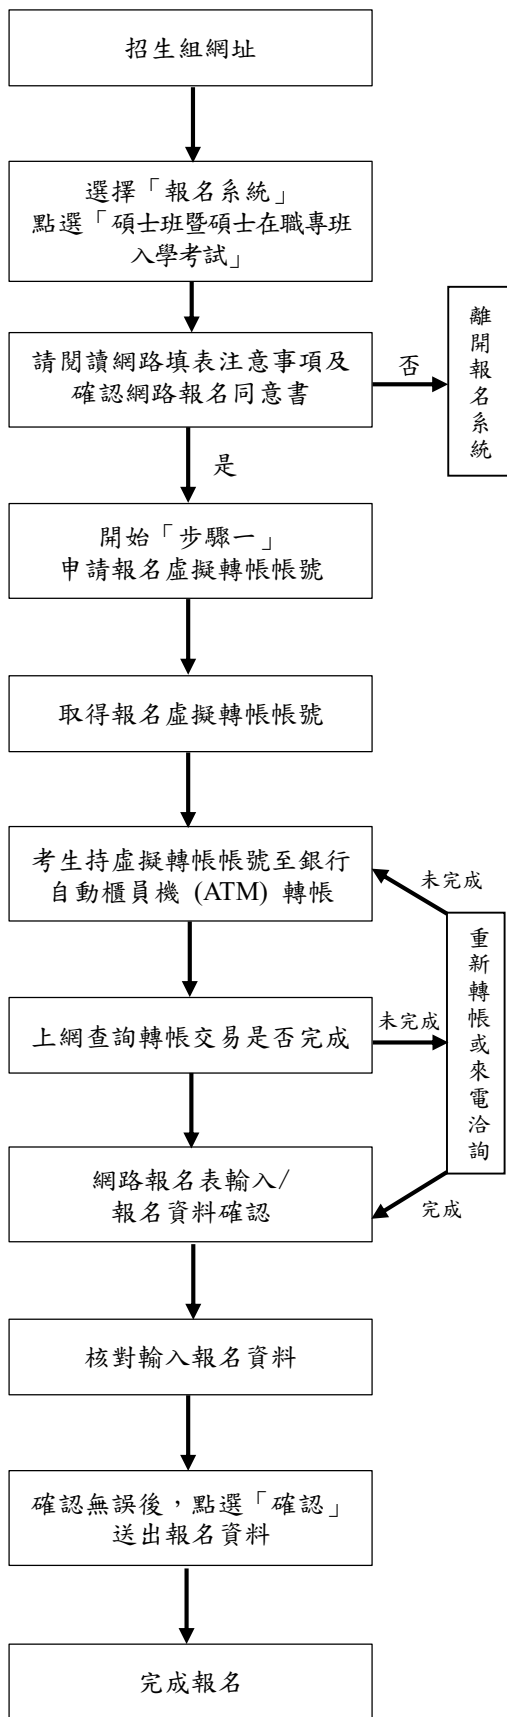 招生組網址
選擇「報名系統」
點選「碩士班暨碩士在職專班
入學考試」
請閱讀網路填表注意事項及
確認網路報名同意書
否
離開報名系統
是
開始「步驟一」
申請報名虛擬轉帳帳號
取得報名虛擬轉帳帳號
考生持虛擬轉帳帳號至銀行
自動櫃員機 (ATM) 轉帳
未完成
重新轉帳或來電洽詢
上網查詢轉帳交易是否完成
未完成
網路報名表輸入/
報名資料確認
完成
核對輸入報名資料
確認無誤後，點選「確認」
送出報名資料
完成報名